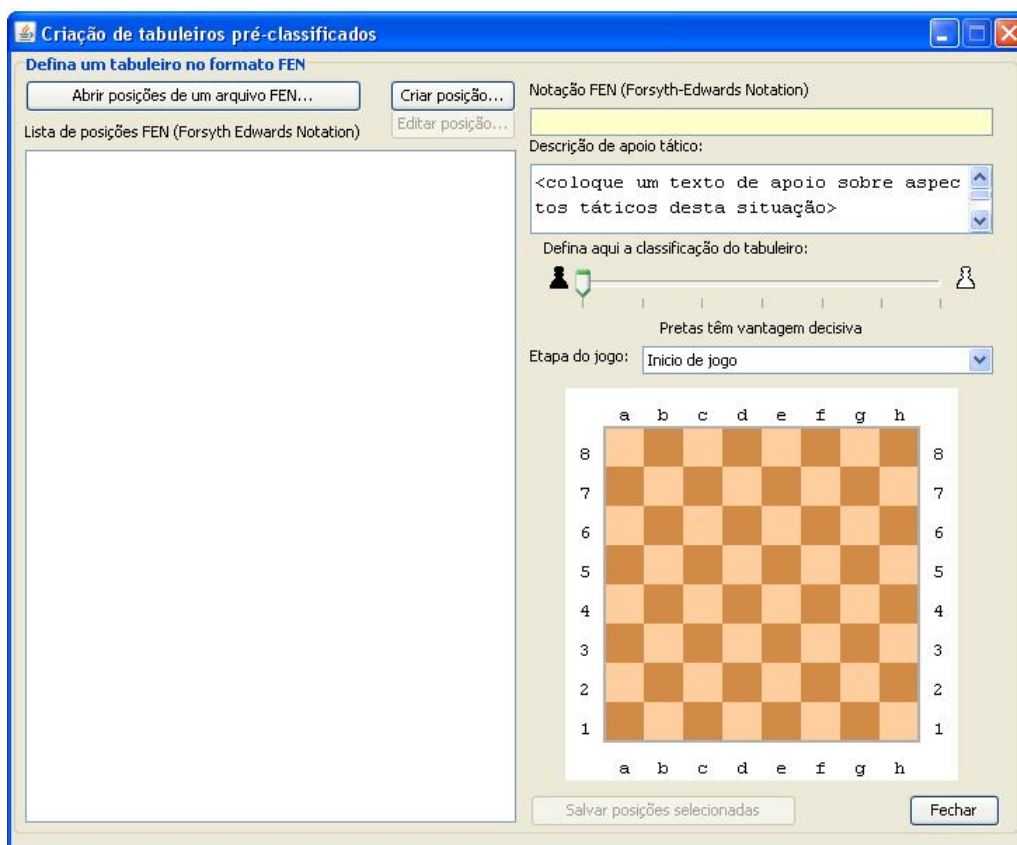 Criação de tabuleiros pré-classificados
Defina um tabuleiro no formato FEN
Abrir posições de um arquivo FEN...
Criar posição...
Editar posição...
Lista de posições FEN (Forsyth Edwards Notation)
Notação FEN (Forsyth-Edwards Notation)
Descrição de apoio tático:
<coloque um texto de apoio sobre aspec
tos táticos desta situação>
Defina aqui a classificação do tabuleiro:
Pretas têm vantagem decisiva
Etapa do jogo:
Inicio de jogo
a b c d e f g h
8 8
7 7
6 6
5 5
4 4
3 3
2 2
1 1
a b c d e f g h
Salvar posições selecionadas
Fechar